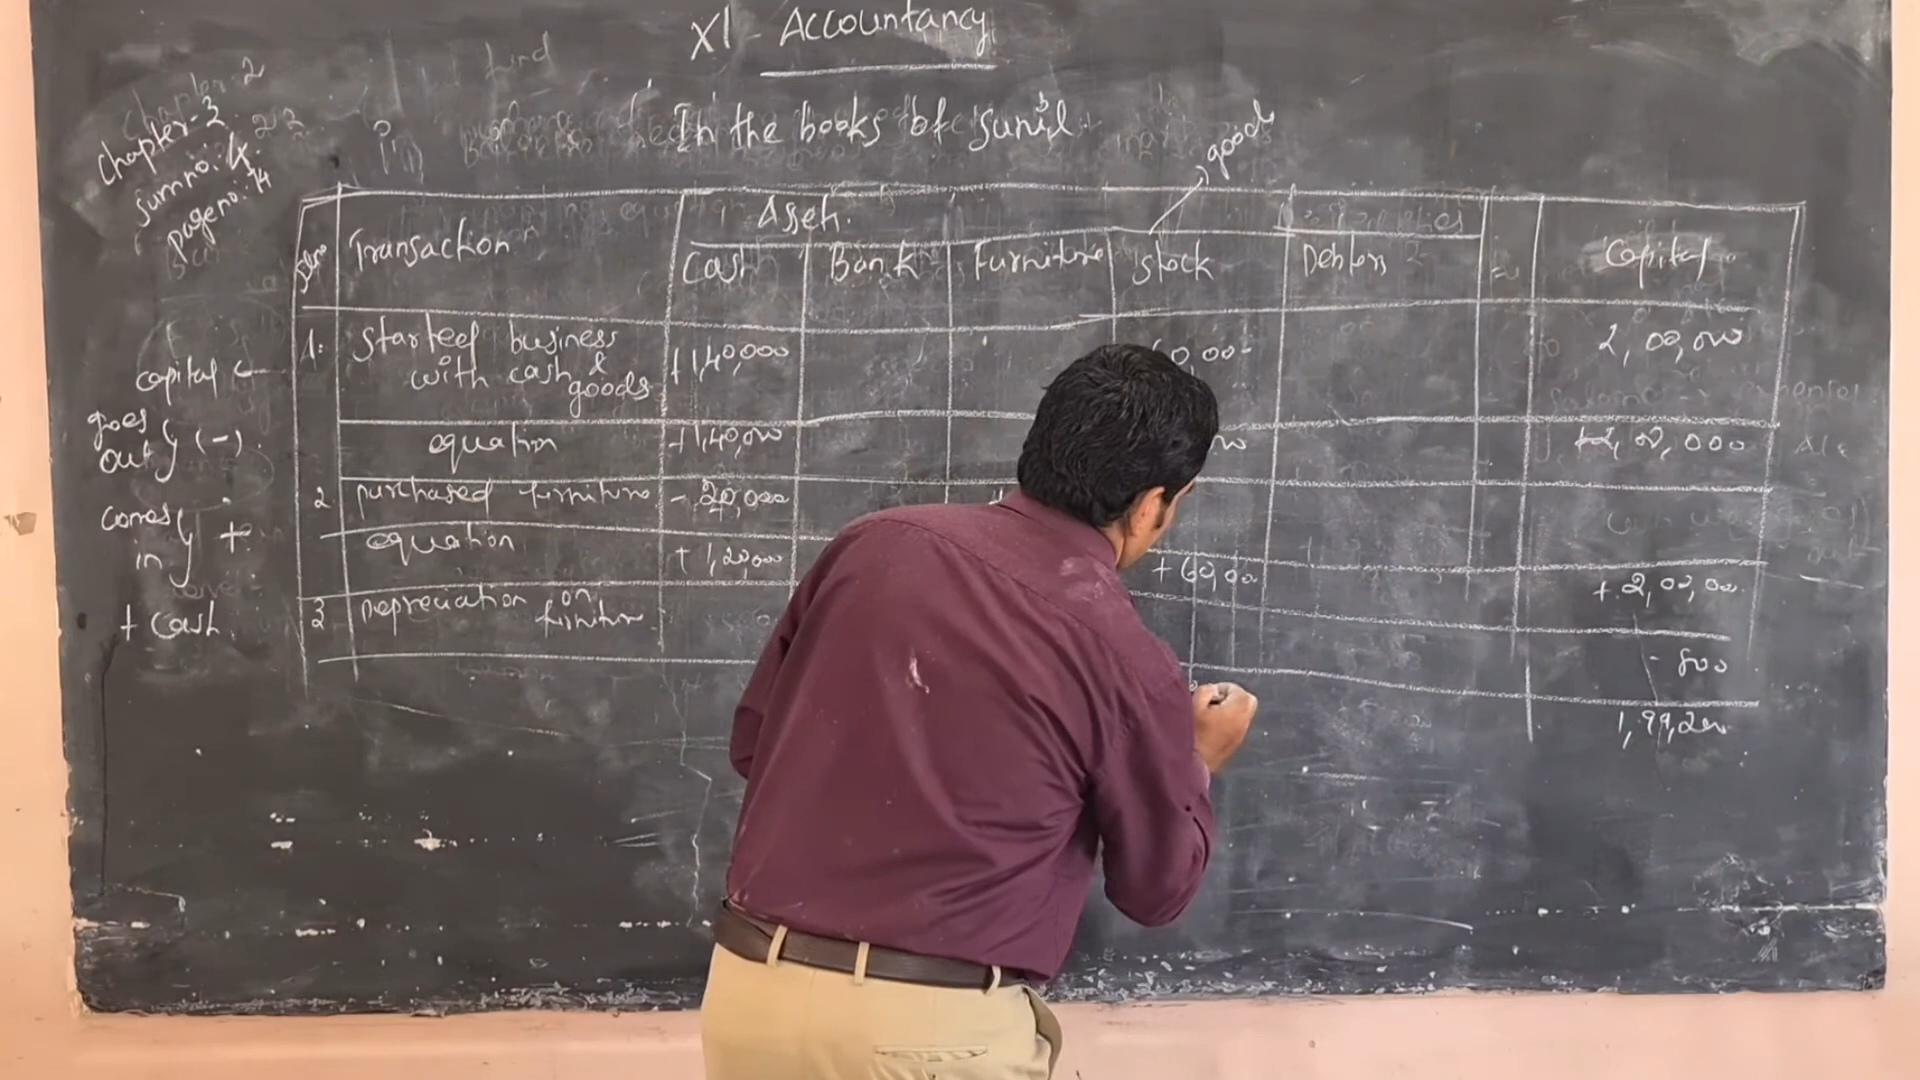 XI - Accountancy
In the books of Sunil
goods
Chapter-3
Sum no: 4
page no: 74
Transaction
Assets
Cash
Bank
Furniture
Stock
Debtors
=
Capital
1. Started business with cash & goods
+1,40,000
0,000
2,00,000
equation
+1,40,000
+2,00,000
2 purchased furniture
- 20,000
equation
+ 1,20,000
+ 60,000
+ 2,00,000
3 Depreciation on furniture
- 800
1,99,200
capital
goes out } (-)
comes in } +
+ cash